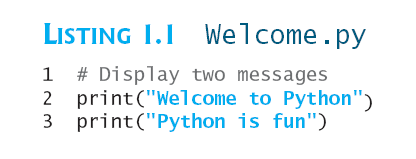 LISTING 1.1 Welcome.py
1 # Display two messages
2 print("Welcome to Python")
3 print("Python is fun")